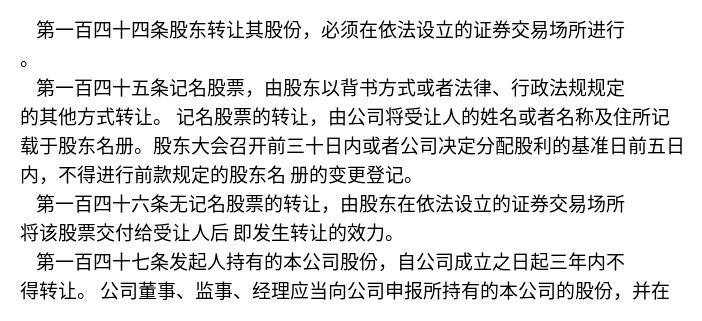 第一百四十四条股东转让其股份，必须在依法设立的证券交易场所进行
。
第一百四十五条记名股票，由股东以背书方式或者法律、行政法规规定
的其他方式转让。 记名股票的转让，由公司将受让人的姓名或者名称及住所记
载于股东名册。股东大会召开前三十日内或者公司决定分配股利的基准日前五日
内，不得进行前款规定的股东名 册的变更登记。
第一百四十六条无记名股票的转让，由股东在依法设立的证券交易场所
将该股票交付给受让人后 即发生转让的效力。
第一百四十七条发起人持有的本公司股份，自公司成立之日起三年内不
得转让。 公司董事、监事、经理应当向公司申报所持有的本公司的股份，并在